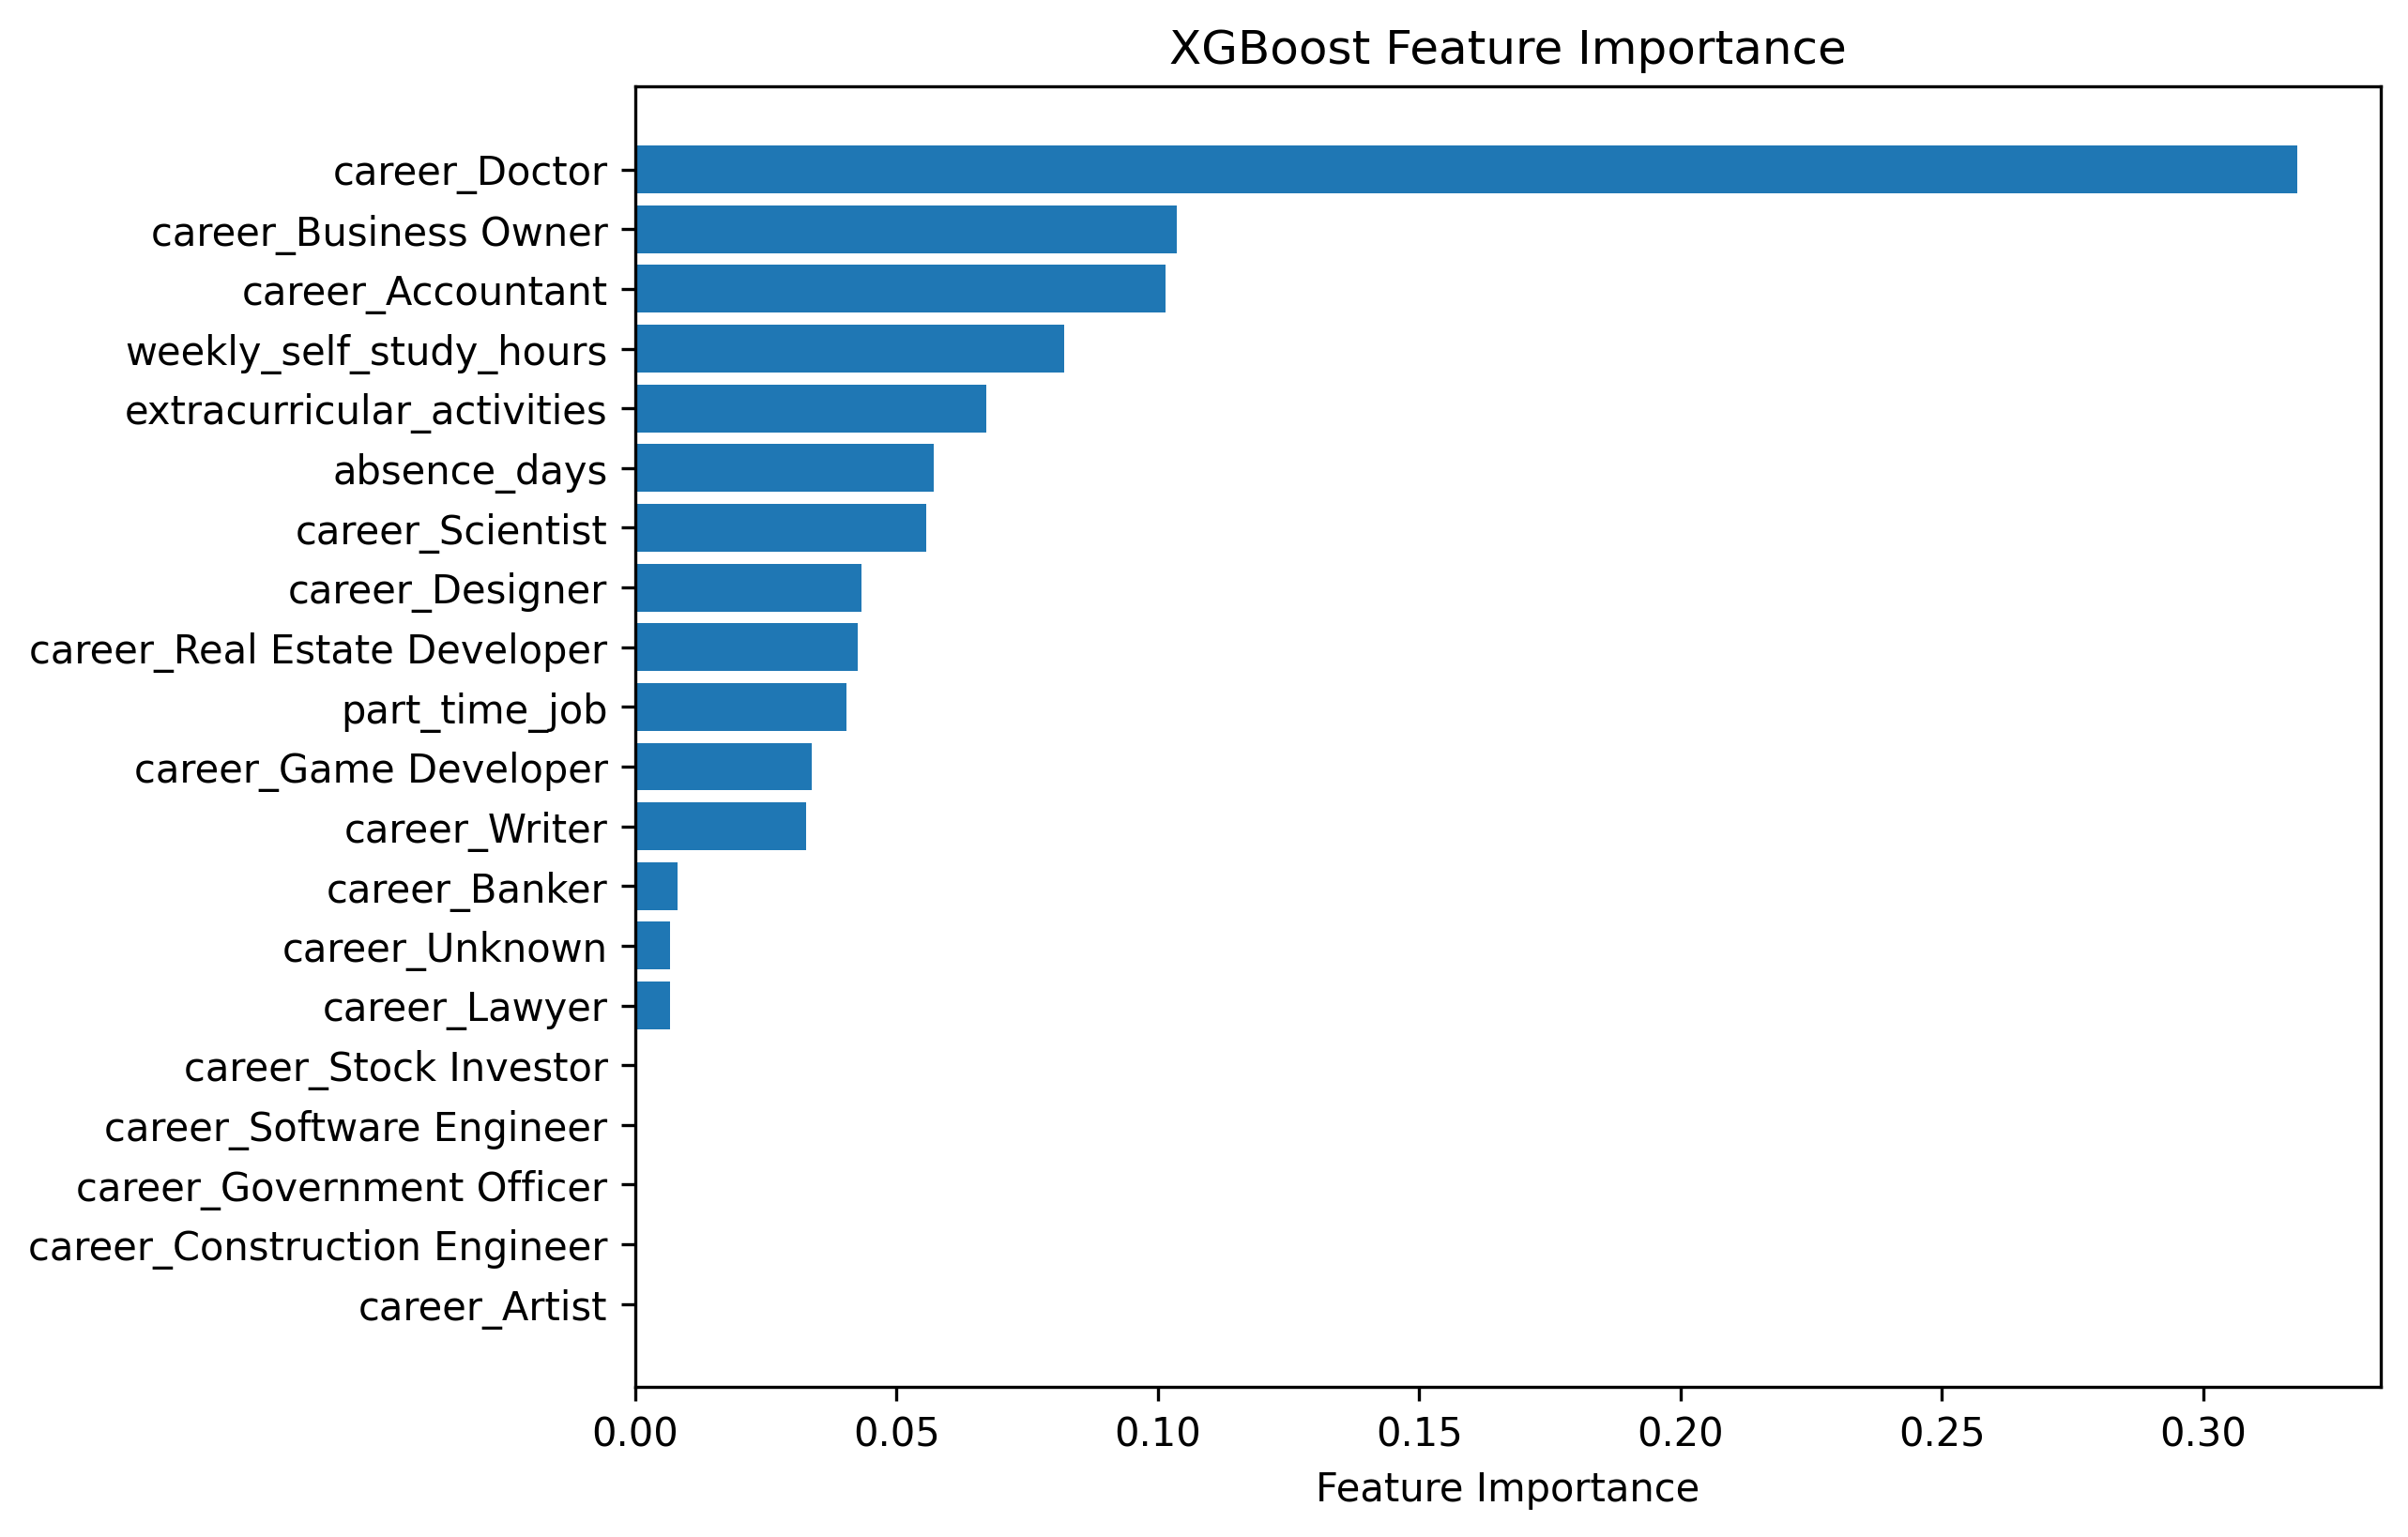 XGBoost Feature Importance
career_Doctor
career_Business Owner
career_Accountant
weekly_self_study_hours
extracurricular_activities
absence_days
career_Scientist
career_Designer
career_Real Estate Developer
part_time_job
career_Game Developer
career_Writer
career_Banker
career_Unknown
career_Lawyer
career_Stock Investor
career_Software Engineer
career_Government Officer
career_Construction Engineer
career_Artist
0.00 0.05 0.10 0.15 0.20 0.25 0.30
Feature Importance